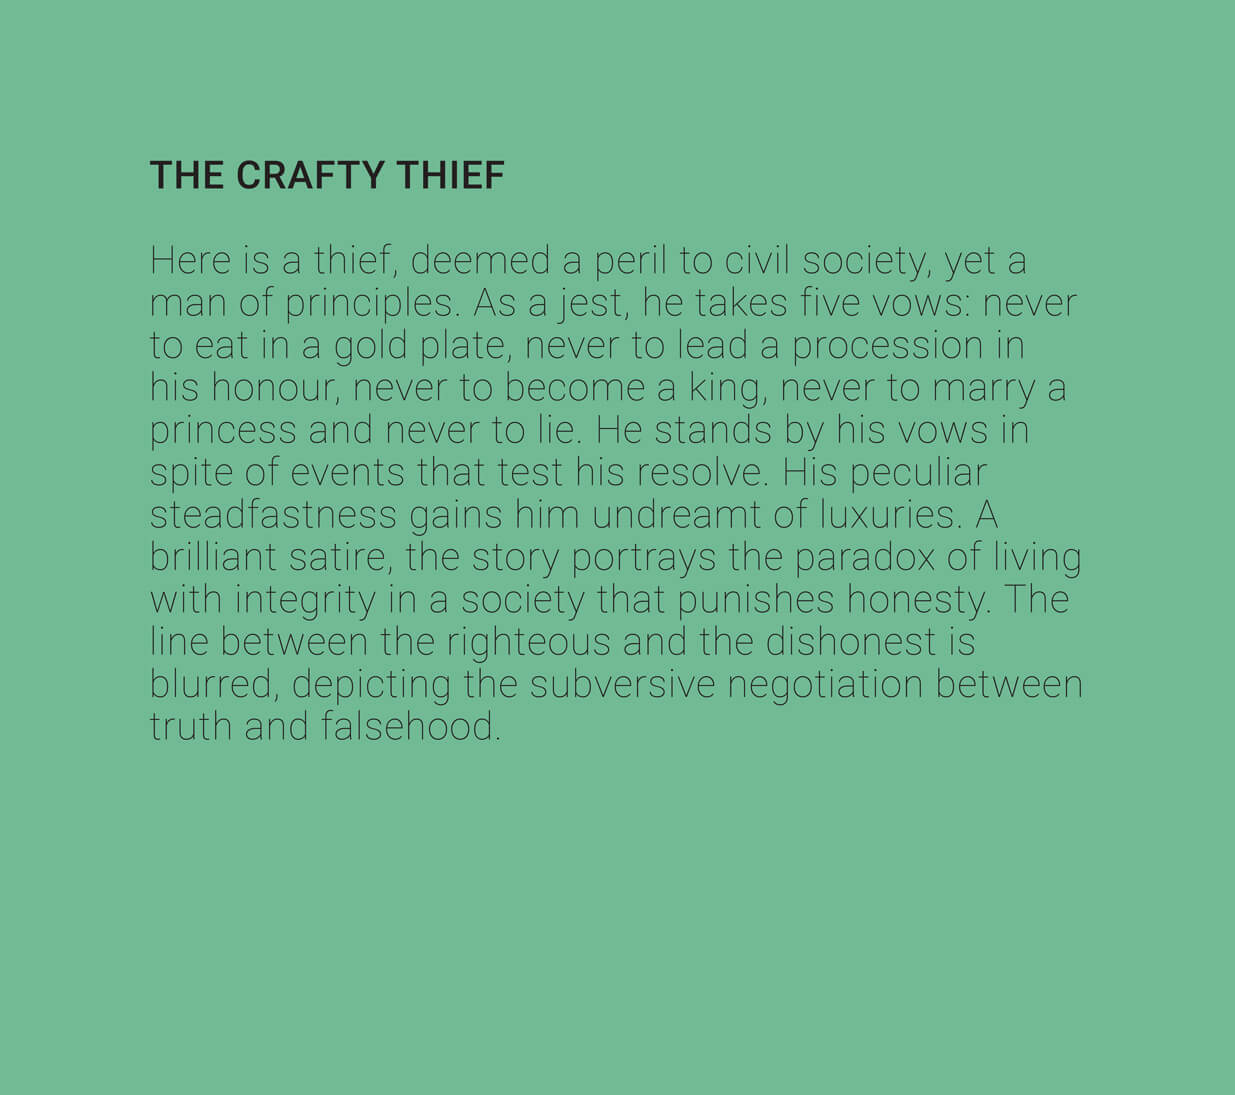 THE CRAFTY THIEF
Here is a thief, deemed a peril to civil society, yet a
man of principles. As a jest, he takes five vows: never
to eat in a gold plate, never to lead a procession in
his honour, never to become a king, never to marry a
princess and never to lie. He stands by his vows in
spite of events that test his resolve. His peculiar
steadfastness gains him undreamt of luxuries. A
brilliant satire, the story portrays the paradox of living
with integrity in a society that punishes honesty. The
line between the righteous and the dishonest is
blurred, depicting the subversive negotiation between
truth and falsehood.